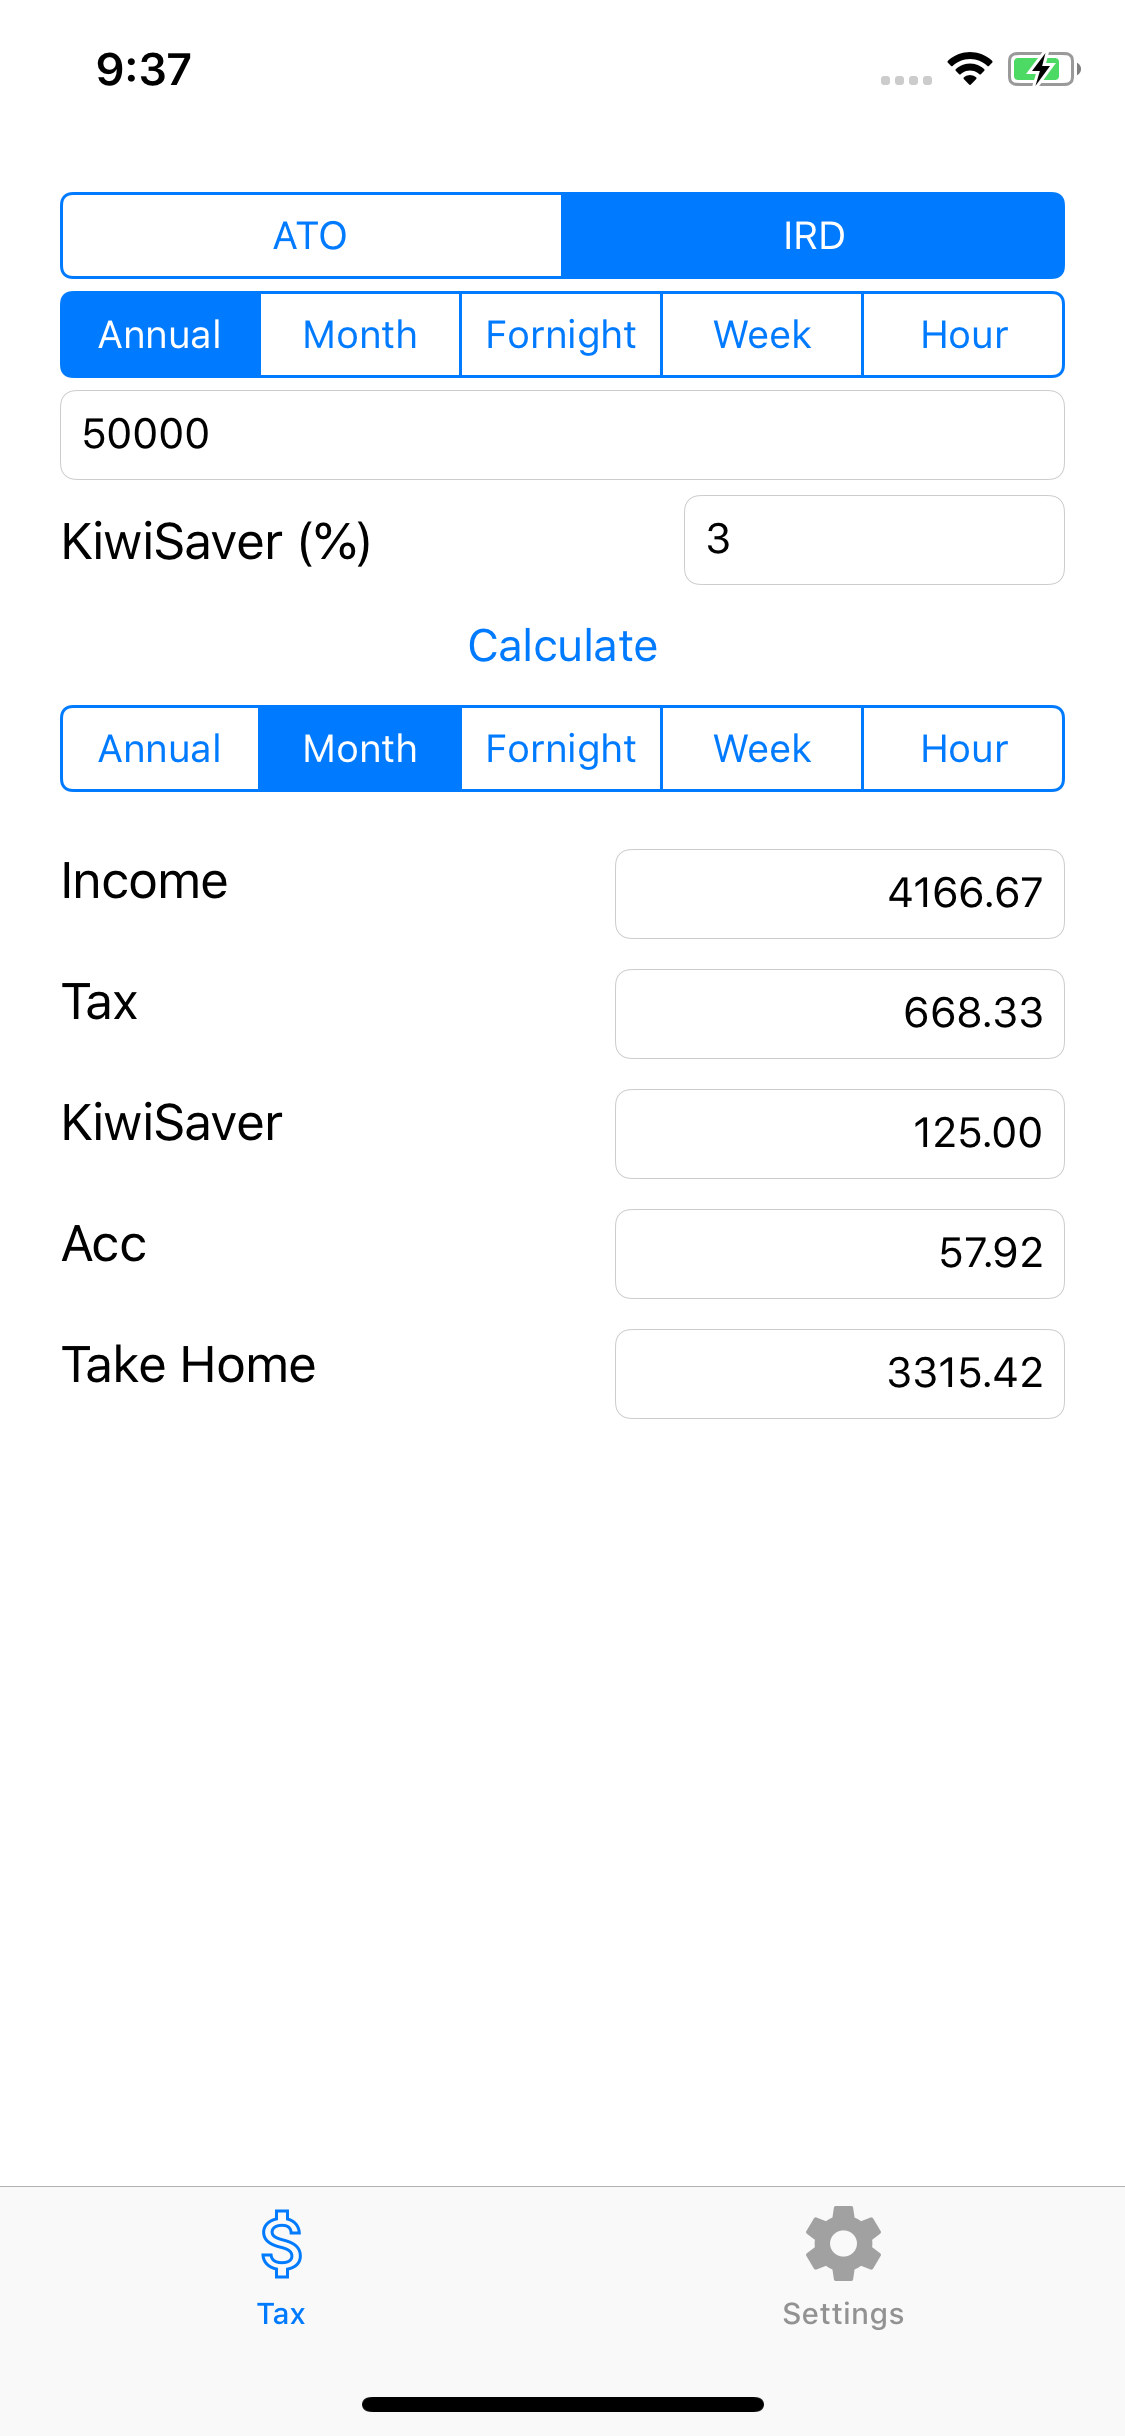 9:37
ATO IRD
Annual Month Fornight Week Hour
50000
KiwiSaver (%) 3
Calculate
Annual Month Fornight Week Hour
Income 4166.67
Tax 668.33
KiwiSaver 125.00
Acc 57.92
Take Home 3315.42
Tax Settings